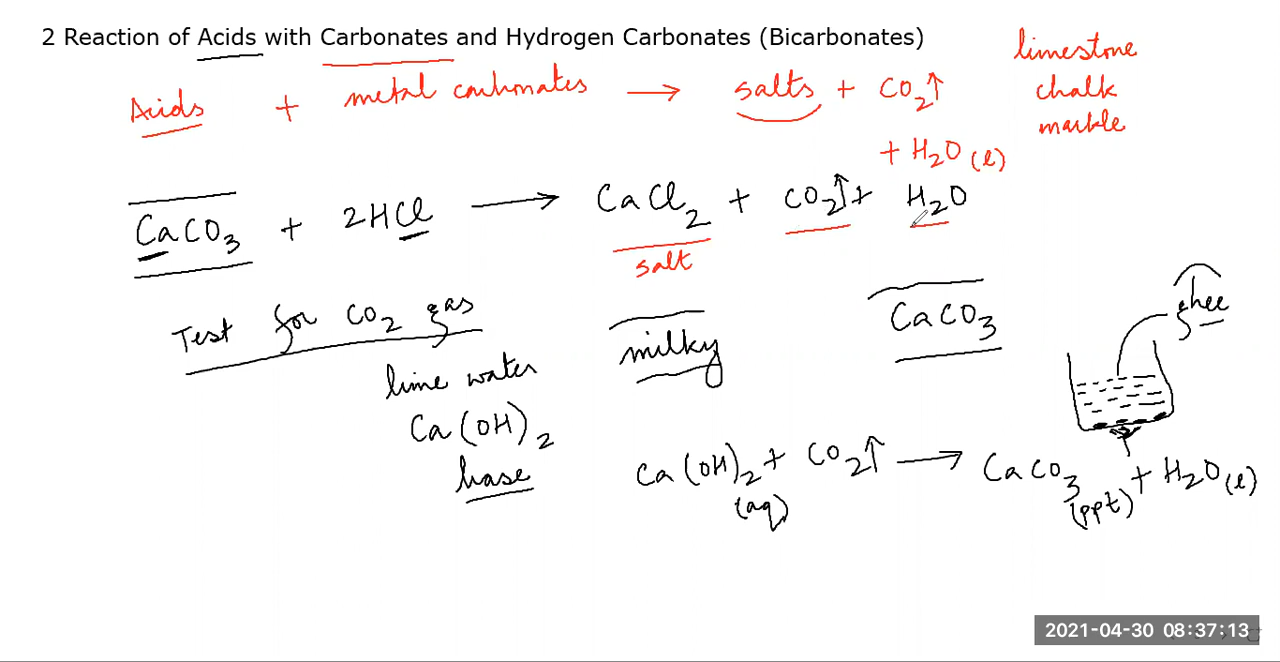 2 Reaction of Acids with Carbonates and Hydrogen Carbonates (Bicarbonates)
limestone
chalk
marble
Acids + metal carbonates → salts + CO₂↑
+ H₂O (l)
CaCO₃ + 2HCl → CaCl₂ + CO₂↑ + H₂O
salt
Test for CO₂ gas
milky
CaCO₃
ghee
lime water
Ca(OH)₂
base
Ca(OH)₂ + CO₂↑ → CaCO₃ + H₂O (l)
(aq) (ppt)
2021-04-30 08:37:13